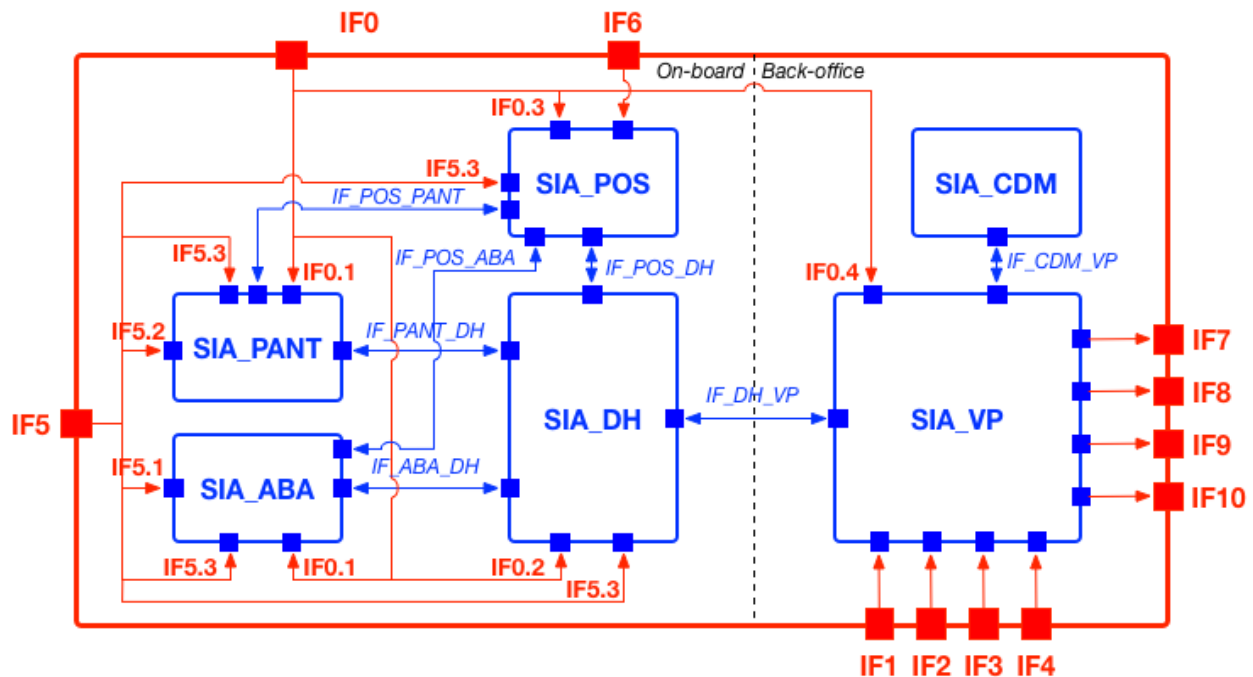 IF0
IF6
On-board
Back-office
IF0.3
IF5.3
SIA_POS
SIA_CDM
IF_POS_PANT
IF5.3
IF0.1
IF_POS_ABA
IF_POS_DH
IF0.4
IF_CDM_VP
IF5.2
SIA_PANT
IF_PANT_DH
IF7
IF8
IF5
SIA_DH
IF_DH_VP
SIA_VP
IF9
IF5.1
SIA_ABA
IF_ABA_DH
IF10
IF5.3
IF0.1
IF0.2
IF5.3
IF1
IF2
IF3
IF4